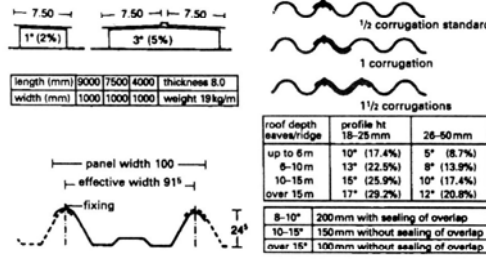 7.50
7.50
7.50
1° (2%)
3° (5%)
length (mm) 9000 7500 4000 thickness 8.0
width (mm) 1000 1000 1000 weight 19kg/m
panel width 100
effective width 91⁵
fixing
24⁵
1/2 corrugation standard
1 corrugation
1 1/2 corrugations
roof depth eaves/ridge profile ht 18-25mm 26-50mm
up to 6m 10° (17.4%) 5° (8.7%)
6-10m 13° (22.5%) 8° (13.9%)
10-15m 15° (25.9%) 10° (17.4%)
over 15m 17° (29.2%) 12° (20.8%)
8-10° 200mm with sealing of overlap
10-15° 150mm without sealing of overlap
over 15° 100mm without sealing of overlap